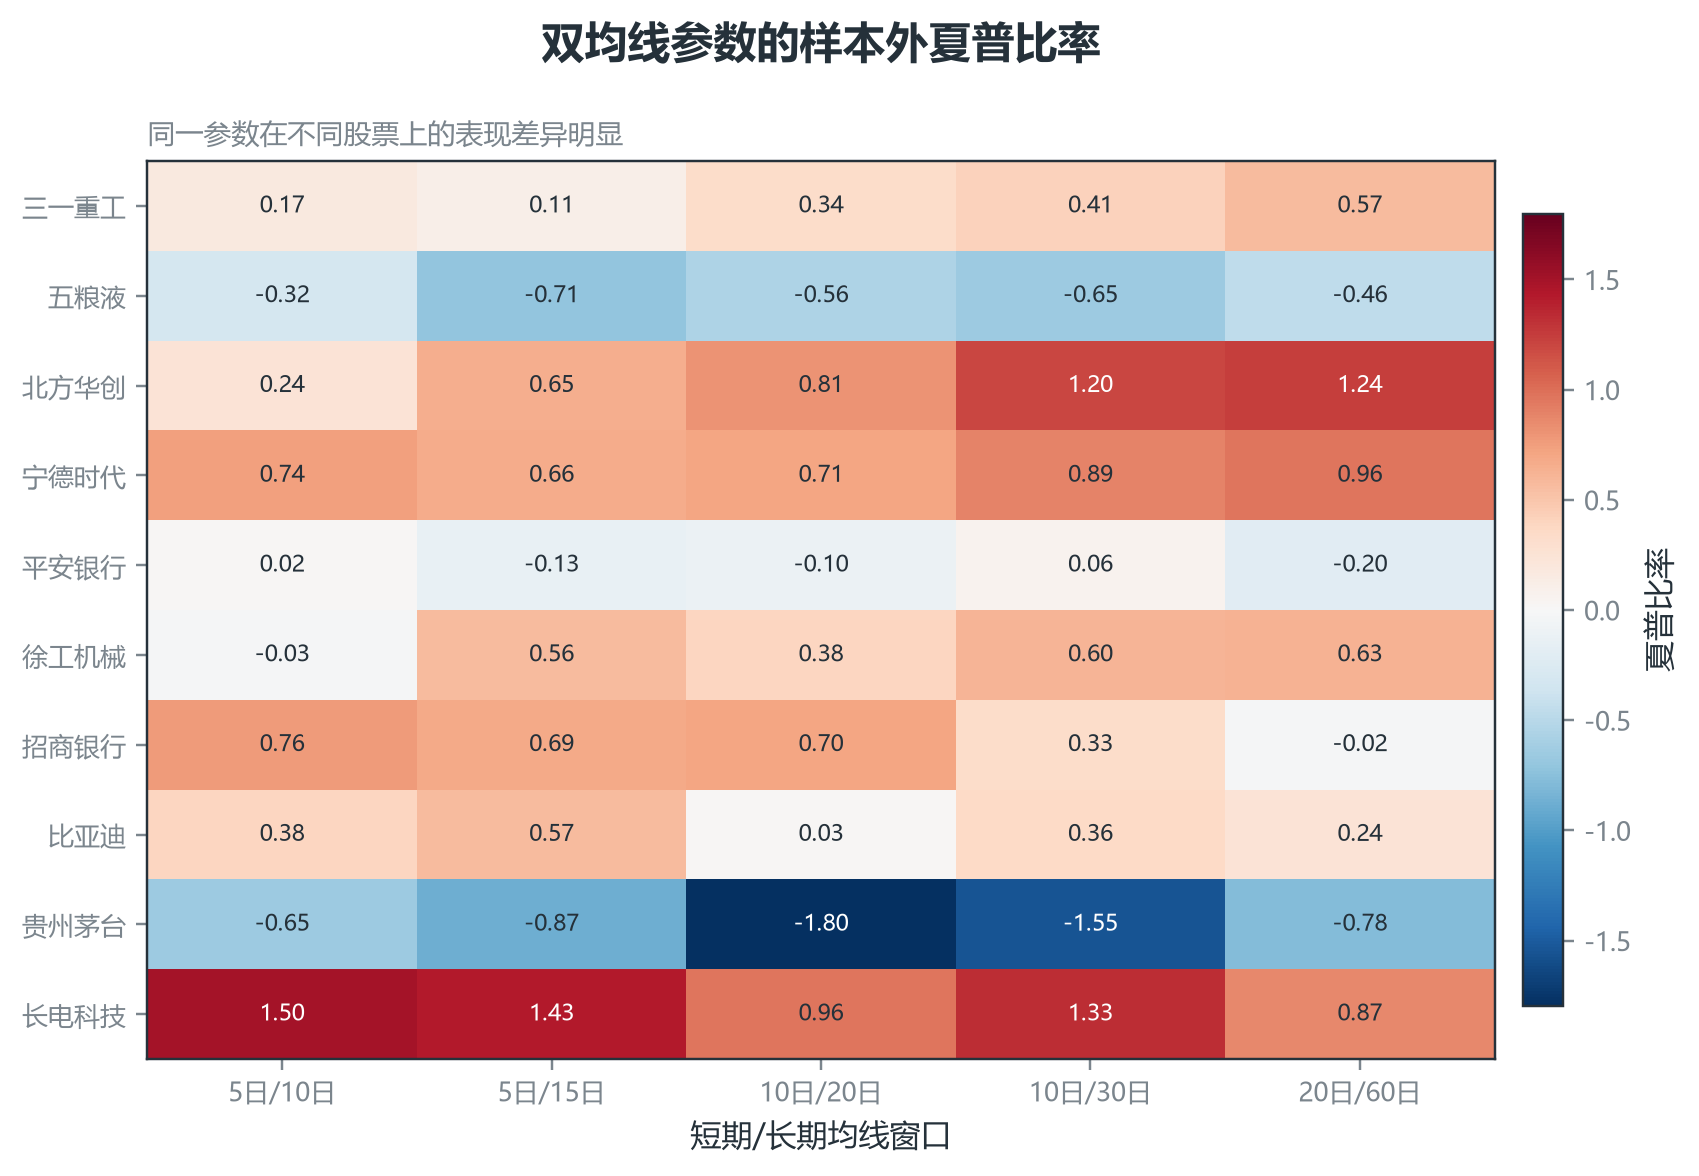 双均线参数的样本外夏普比率
同一参数在不同股票上的表现差异明显
三一重工 0.17 0.11 0.34 0.41 0.57
五粮液 -0.32 -0.71 -0.56 -0.65 -0.46
北方华创 0.24 0.65 0.81 1.20 1.24
宁德时代 0.74 0.66 0.71 0.89 0.96
平安银行 0.02 -0.13 -0.10 0.06 -0.20
徐工机械 -0.03 0.56 0.38 0.60 0.63
招商银行 0.76 0.69 0.70 0.33 -0.02
比亚迪 0.38 0.57 0.03 0.36 0.24
贵州茅台 -0.65 -0.87 -1.80 -1.55 -0.78
长电科技 1.50 1.43 0.96 1.33 0.87
5日/10日 5日/15日 10日/20日 10日/30日 20日/60日
短期/长期均线窗口
1.5
1.0
0.5
0.0
-0.5
-1.0
-1.5
夏普比率